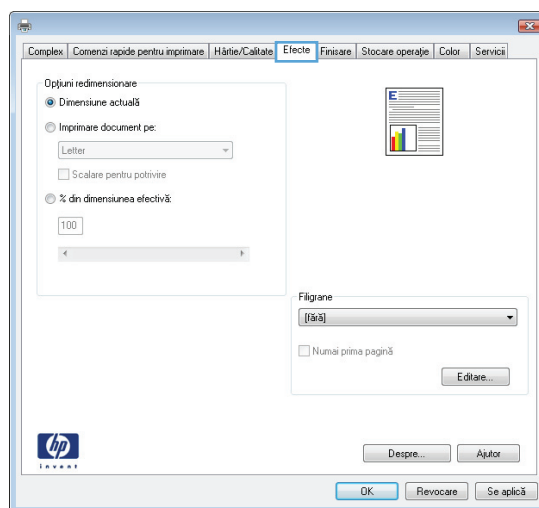 Complex Comenzi rapide pentru imprimare Hârtie/Calitate Efecte Finisare Stocare operaţie Color Servicii
Opţiuni redimensionare
Dimensiune actuală
Imprimare document pe:
Letter
Scalare pentru potrivire
% din dimensiunea efectivă:
100
E
Filigrane
[fără]
Numai prima pagină
Editare...
hp
invent
Despre... Ajutor
OK Revocare Se aplică